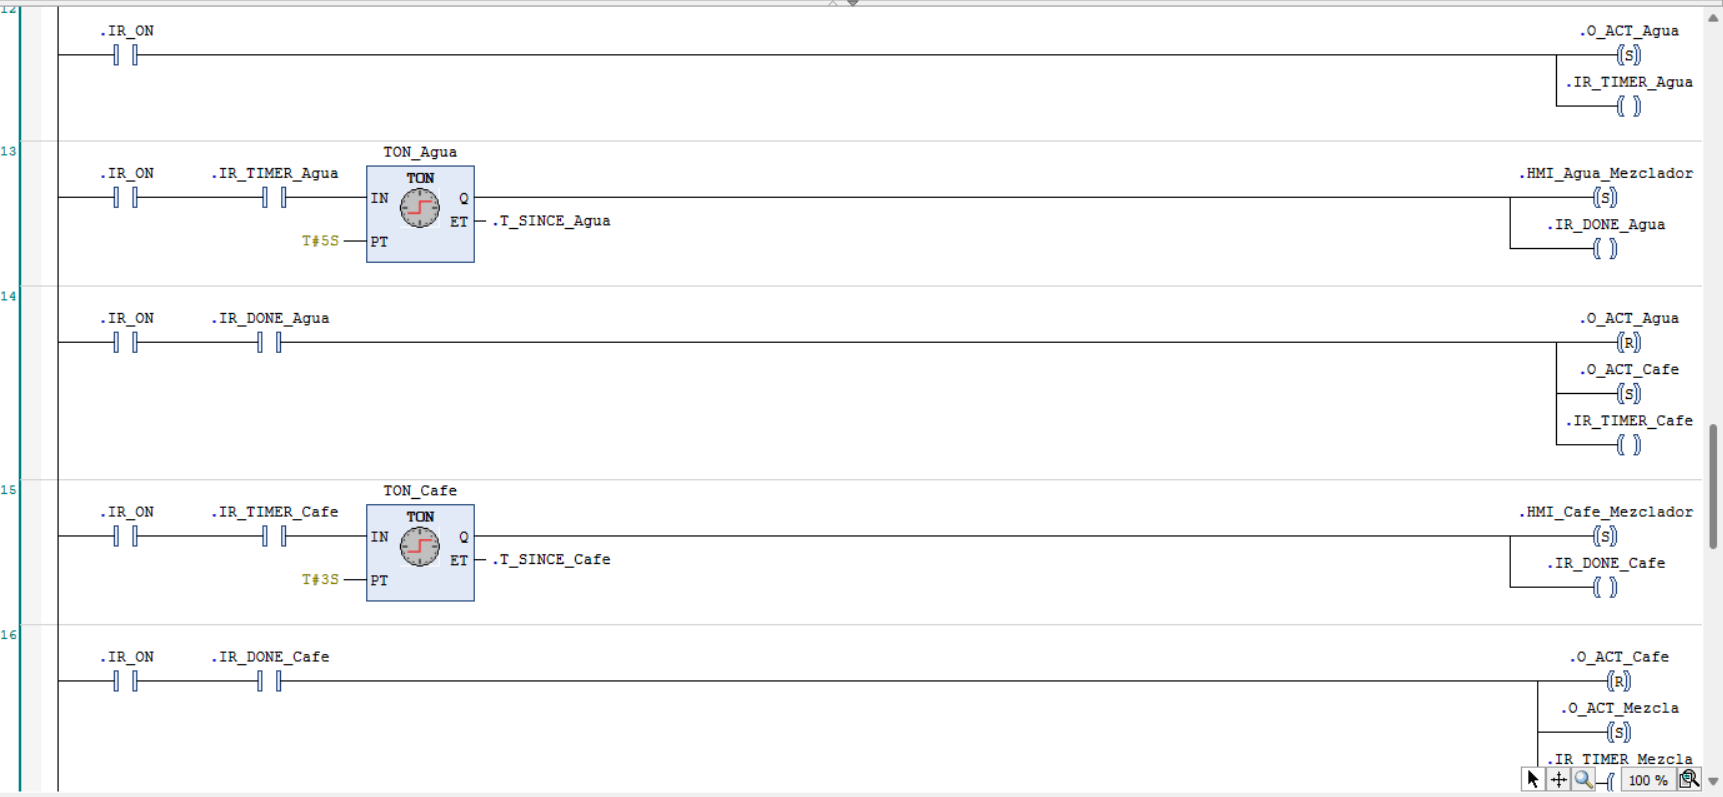 12
.IR_ON .O_ACT_Agua
(S)
.IR_TIMER_Agua
( )
13 TON_Agua
.IR_ON .IR_TIMER_Agua TON .HMI_Agua_Mezclador
IN Q (S)
ET .T_SINCE_Agua .IR_DONE_Agua
T#5S PT ( )
14
.IR_ON .IR_DONE_Agua .O_ACT_Agua
(R)
.O_ACT_Cafe
(S)
.IR_TIMER_Cafe
( )
15 TON_Cafe
.IR_ON .IR_TIMER_Cafe TON .HMI_Cafe_Mezclador
IN Q (S)
ET .T_SINCE_Cafe .IR_DONE_Cafe
T#3S PT ( )
16
.IR_ON .IR_DONE_Cafe .O_ACT_Cafe
(R)
.O_ACT_Mezcla
(S)
.IR_TIMER_Mezcla
100 %